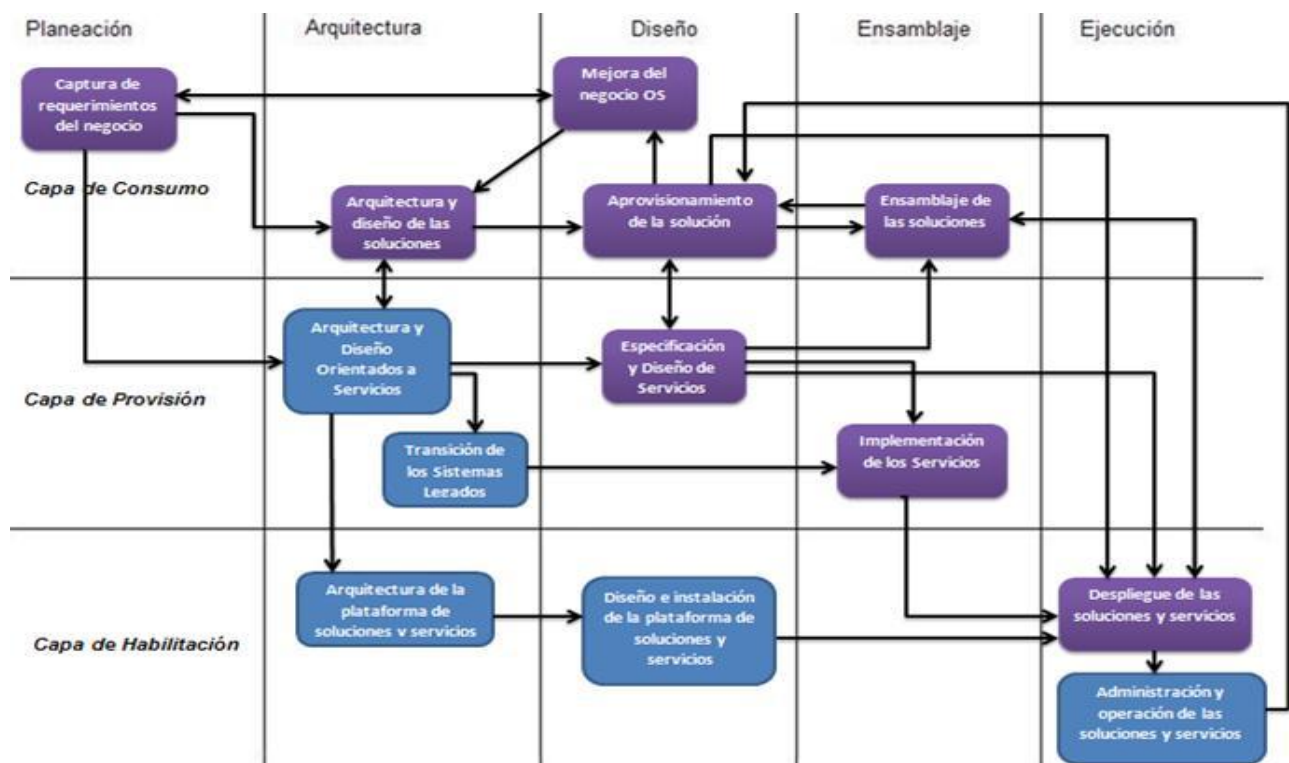 Planeación
Arquitectura
Diseño
Ensamblaje
Ejecución
Captura de
requerimientos
del negocio
Mejora del
negocio OS
Capa de Consumo
Arquitectura y
diseño de las
soluciones
Aprovisionamiento
de la solución
Ensamblaje de
las soluciones
Arquitectura y
Diseño
Orientados a
Servicios
Especificación
y Diseño de
Servicios
Capa de Provisión
Transición de
los Sistemas
Legados
Implementación
de los Servicios
Arquitectura de la
plataforma de
soluciones y servicios
Diseño e instalación
de la plataforma de
soluciones y
servicios
Despliegue de las
soluciones y servicios
Capa de Habilitación
Administración y
operación de las
soluciones y servicios